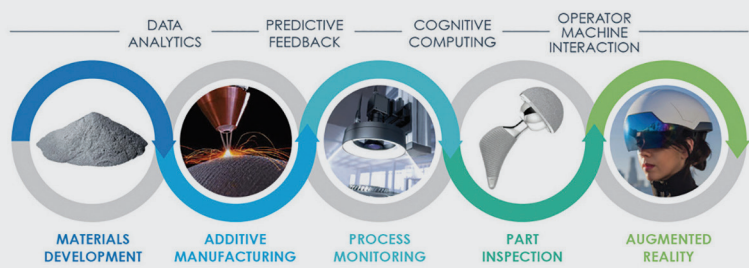 DATA
ANALYTICS
PREDICTIVE
FEEDBACK
COGNITIVE
COMPUTING
OPERATOR
MACHINE
INTERACTION
MATERIALS
DEVELOPMENT
ADDITIVE
MANUFACTURING
PROCESS
MONITORING
PART
INSPECTION
AUGMENTED
REALITY